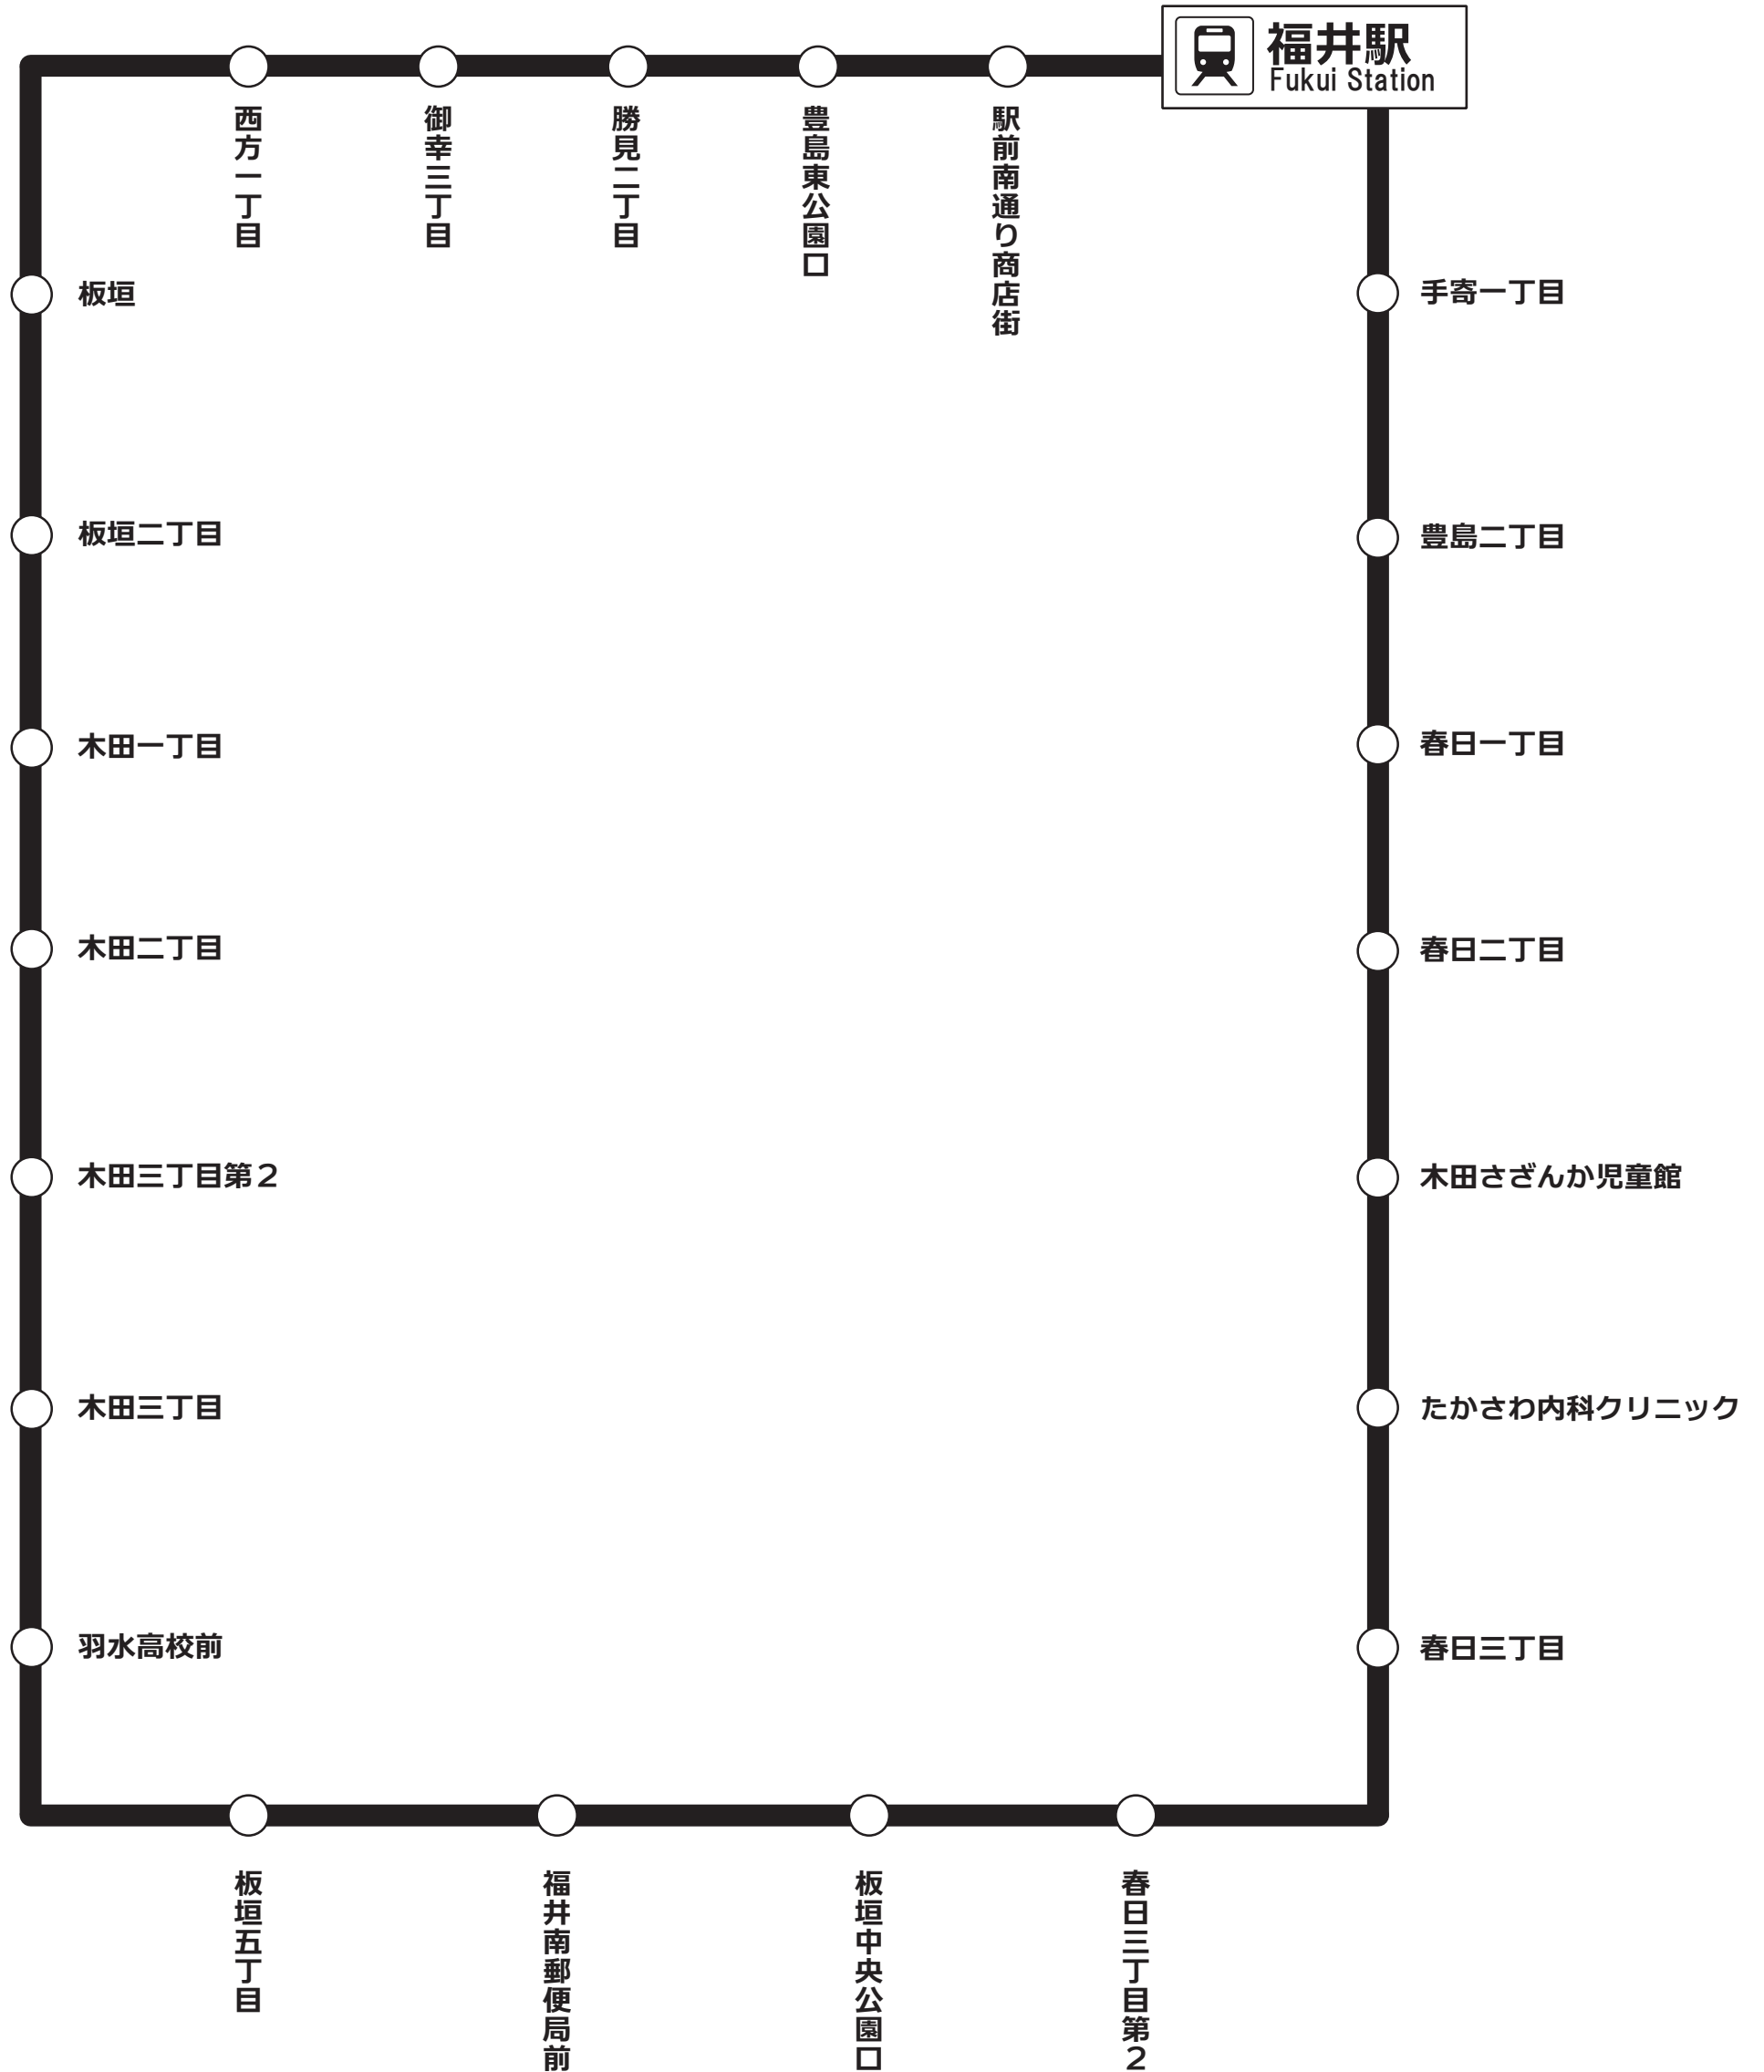 福井駅
Fukui Station
西方一丁目
御幸三丁目
勝見二丁目
豊島東公園口
駅前南通り商店街
板垣
板垣二丁目
木田一丁目
木田二丁目
木田三丁目第２
木田三丁目
羽水高校前
手寄一丁目
豊島二丁目
春日一丁目
春日二丁目
木田さざんか児童館
たかさわ内科クリニック
春日三丁目
板垣五丁目
福井南郵便局前
板垣中央公園口
春日三丁目第２